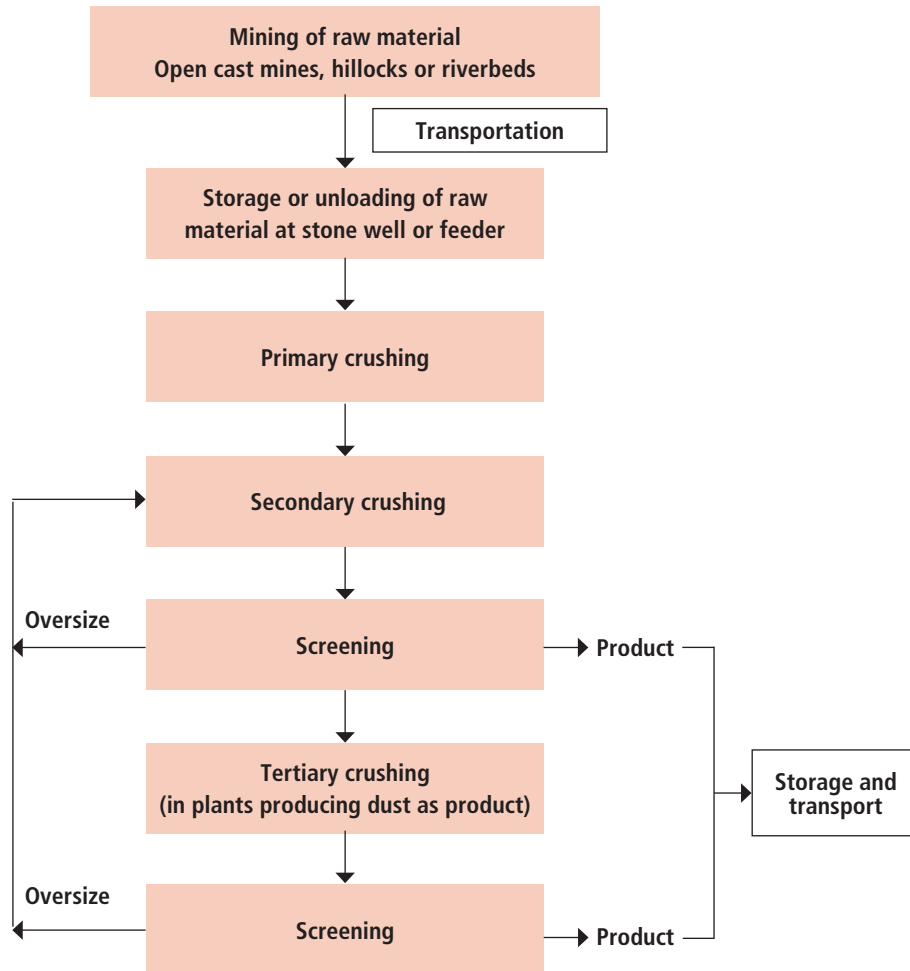 Mining of raw material
Open cast mines, hillocks or riverbeds
Transportation
Storage or unloading of raw
material at stone well or feeder
Primary crushing
Secondary crushing
Oversize
Screening
Product
Tertiary crushing
(in plants producing dust as product)
Storage and
transport
Oversize
Screening
Product